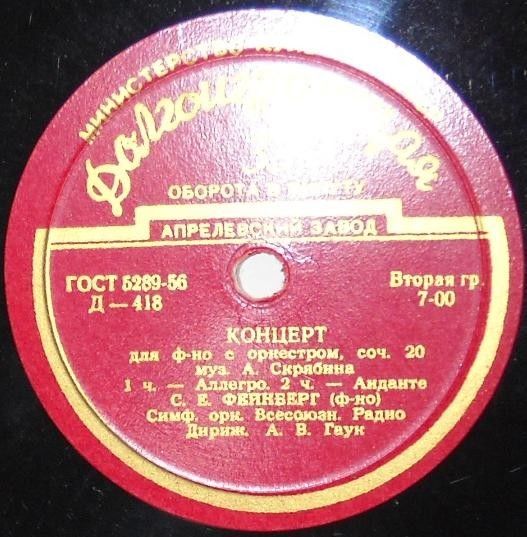 МИНИСТЕРСТВО
Долгоиграющая
ОБОРОТА В МИНУТУ
АПРЕЛЕВСКИЙ ЗАВОД
ГОСТ 5289-56
Д — 418
Вторая гр.
7-00
КОНЦЕРТ
для ф-но с оркестром, соч. 20
муз. А. Скрябина
1 ч. — Аллегро. 2 ч. — Анданте
С. Е. ФЕЙНБЕРГ (ф-но)
Симф. орк. Всесоюзн. Радио
Дириж. А. В. Гаук